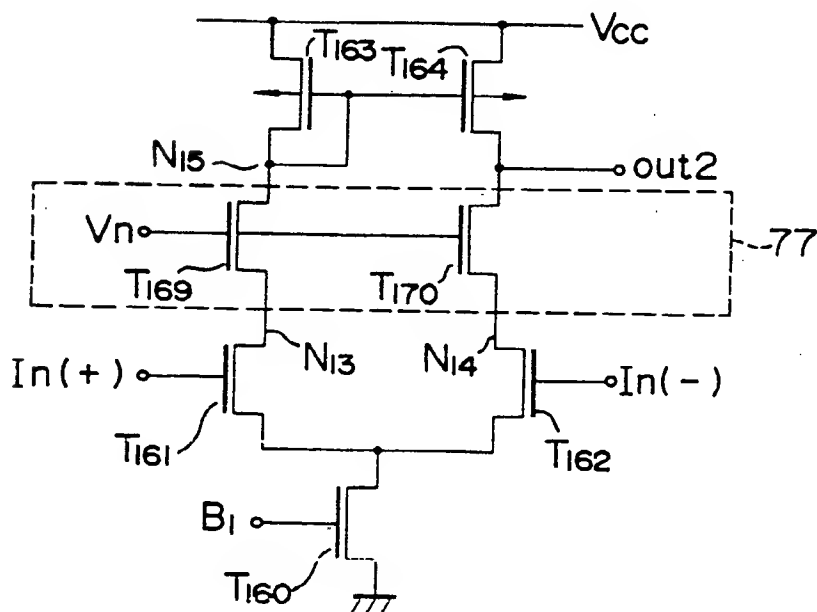 Vcc
T163
T164
N15
out2
Vn
77
T169
T170
N13
N14
In(+)
In(-)
T161
T162
B1
T160